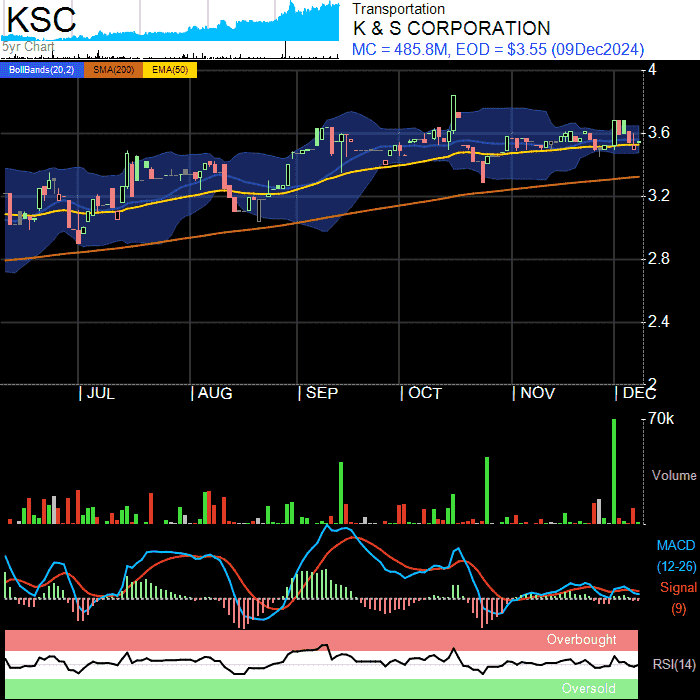 KSC
5yr Chart
Transportation
K & S CORPORATION
MC = 485.8M, EOD = $3.55 (09Dec2024)
BollBands(20,2) SMA(200) EMA(50)
4
3.6
3.2
2.8
2.4
2
JUL AUG SEP OCT NOV DEC
70k
Volume
MACD
(12-26)
Signal
(9)
Overbought
RSI(14)
Oversold